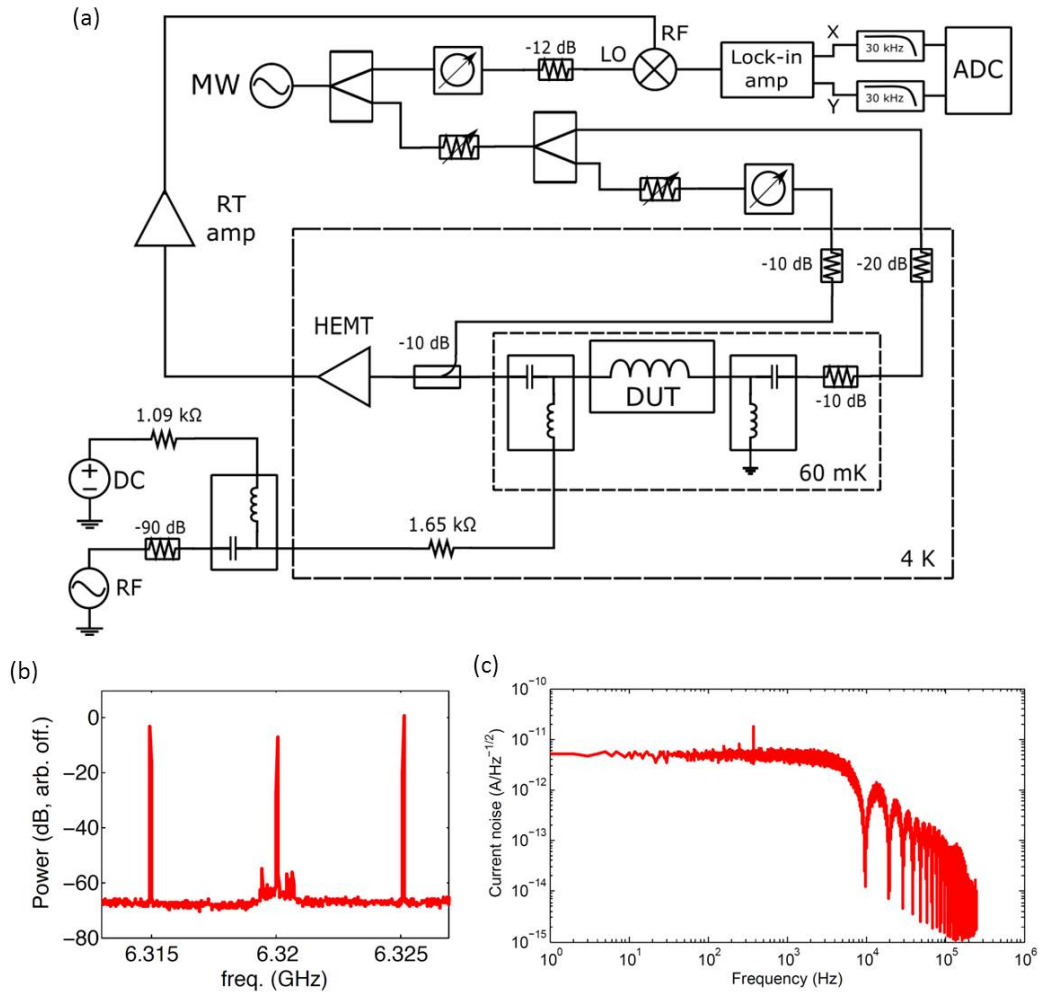 (a)
RF
-12 dB
LO
X
30 kHz
MW
Lock-in
amp
ADC
Y
30 kHz
RT
amp
-10 dB
-20 dB
HEMT
-10 dB
DUT
-10 dB
1.09 kΩ
60 mK
DC
1.65 kΩ
-90 dB
4 K
RF
(b)
Power (dB, arb. off.)
0
−20
−40
−60
−80
6.315
6.32
6.325
freq. (GHz)
(c)
Current noise (A/Hz^-1/2)
10^-10
10^-11
10^-12
10^-13
10^-14
10^-15
10^0
10^1
10^2
10^3
10^4
10^5
10^6
Frequency (Hz)